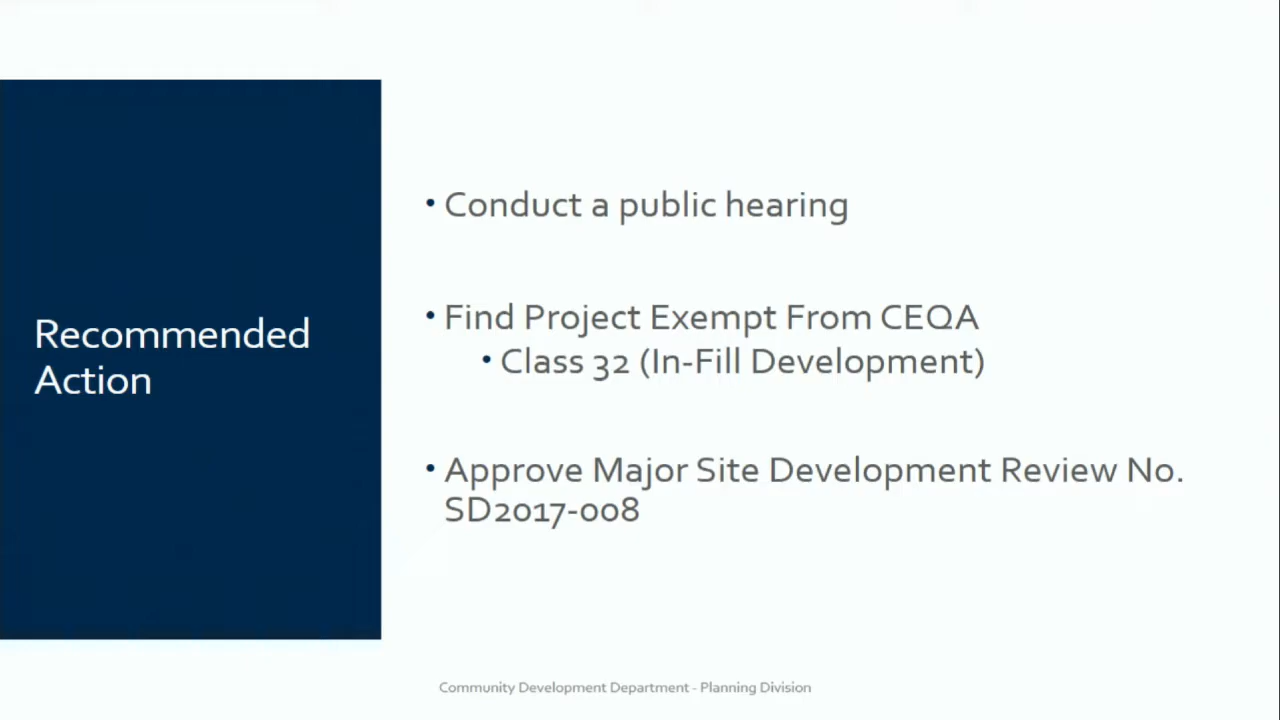 Recommended
Action
• Conduct a public hearing
• Find Project Exempt From CEQA
• Class 32 (In-Fill Development)
• Approve Major Site Development Review No.
SD2017-008
Community Development Department - Planning Division